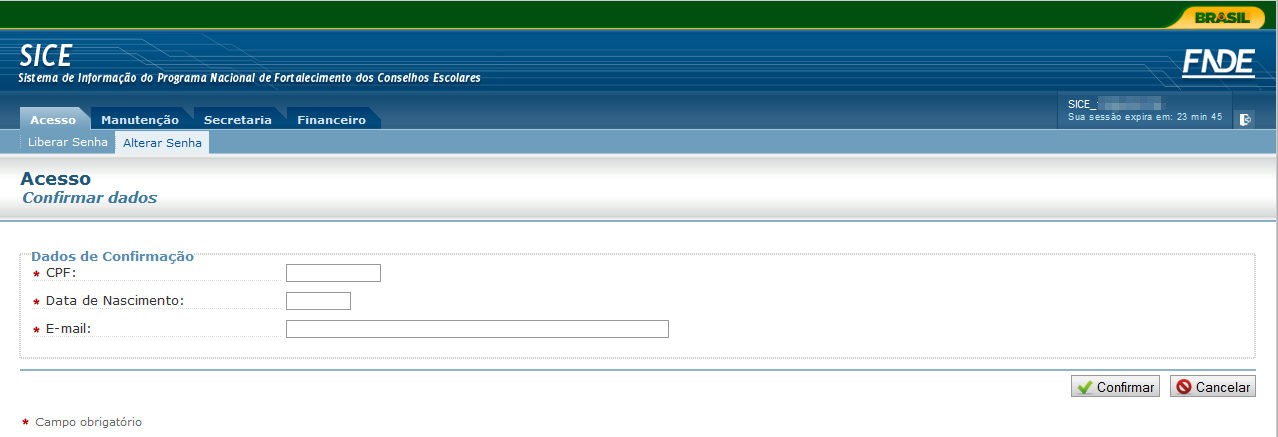 BRASIL
SICE
Sistema de Informação do Programa Nacional de Fortalecimento dos Conselhos Escolares
FNDE
Acesso Manutenção Secretaria Financeiro
SICE_
Sua sessão expira em: 23 min 45
Liberar Senha Alterar Senha
Acesso
Confirmar dados
Dados de Confirmação
* CPF:
* Data de Nascimento:
* E-mail:
Confirmar Cancelar
* Campo obrigatório